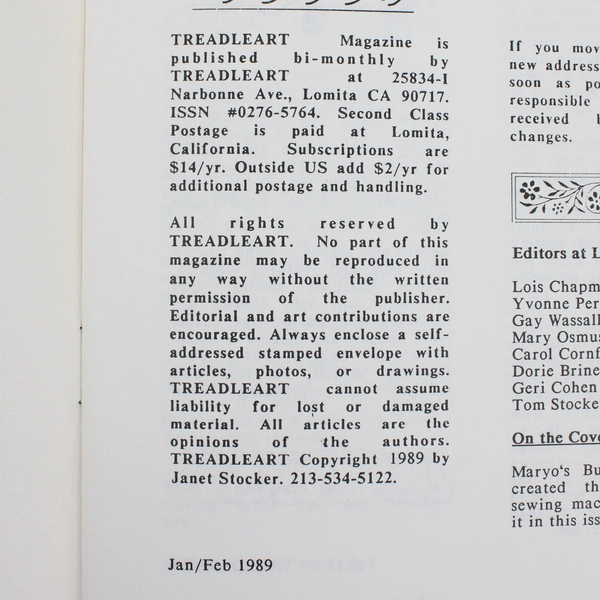 TREADLEART Magazine is
published bi-monthly by
TREADLEART at 25834-I
Narbonne Ave., Lomita CA 90717.
ISSN #0276-5764. Second Class
Postage is paid at Lomita,
California. Subscriptions are
$14/yr. Outside US add $2/yr for
additional postage and handling.
All rights reserved by
TREADLEART. No part of this
magazine may be reproduced in
any way without the written
permission of the publisher.
Editorial and art contributions are
encouraged. Always enclose a self-
addressed stamped envelope with
articles, photos, or drawings.
TREADLEART cannot assume
liability for lost or damaged
material. All articles are the
opinions of the authors.
TREADLEART Copyright 1989 by
Janet Stocker. 213-534-5122.
Jan/Feb 1989
If you mov
new address
soon as po
responsible
received b
changes.
Editors at L
Lois Chapm
Yvonne Per
Gay Wassall
Mary Osmus
Carol Cornf
Dorie Brine
Geri Cohen
Tom Stocke
On the Cove
Maryo's Bu
created th
sewing mac
it in this iss